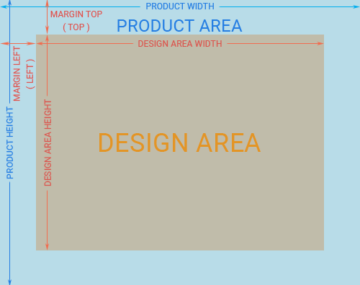 PRODUCT WIDTH
MARGIN TOP
( TOP )
PRODUCT AREA
DESIGN AREA WIDTH
MARGIN LEFT
( LEFT )
PRODUCT HEIGHT
DESIGN AREA HEIGHT
DESIGN AREA